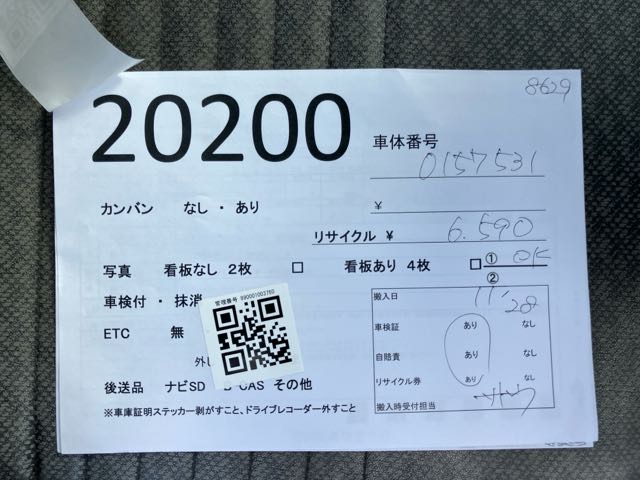 8629
20200
車体番号
0157531
カンバン なし ・ あり
¥
リサイクル ¥ 6.590
写真 看板なし 2枚 □ 看板あり 4枚 □ ① OK
②
車検付 ・ 抹消
管理番号 990001003760
ETC 無
外し
後送品 ナビSD B-CAS その他
※車庫証明ステッカー剥がすこと、ドライブレコーダー外すこと
搬入日 11.28
車検証 あり なし
自賠責 あり なし
リサイクル券 あり なし
搬入時受付担当